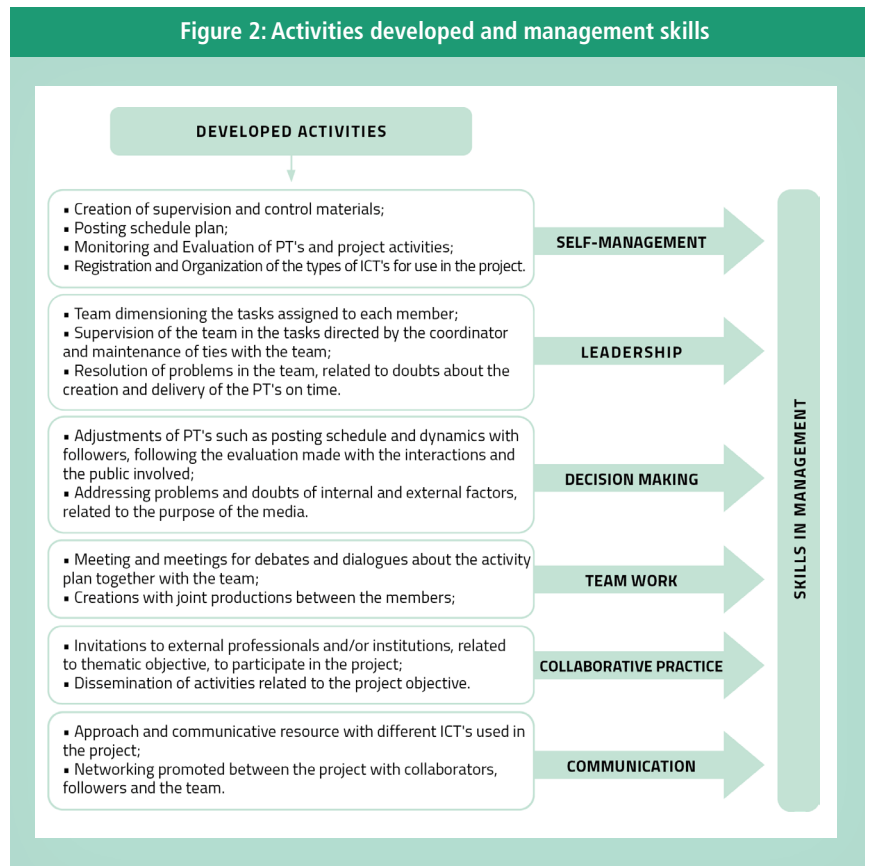 Figure 2: Activities developed and management skills
DEVELOPED ACTIVITIES
▪ Creation of supervision and control materials;
▪ Posting schedule plan;
▪ Monitoring and Evaluation of PT's and project activities;
▪ Registration and Organization of the types of ICT's for use in the project.
SELF-MANAGEMENT
▪ Team dimensioning the tasks assigned to each member;
▪ Supervision of the team in the tasks directed by the coordinator
and maintenance of ties with the team;
▪ Resolution of problems in the team, related to doubts about the
creation and delivery of the PT's on time.
LEADERSHIP
▪ Adjustments of PT's such as posting schedule and dynamics with
followers, following the evaluation made with the interactions and
the public involved;
▪ Addressing problems and doubts of internal and external factors,
related to the purpose of the media.
DECISION MAKING
▪ Meeting and meetings for debates and dialogues about the activity
plan together with the team;
▪ Creations with joint productions between the members;
TEAM WORK
▪ Invitations to external professionals and/or institutions, related
to thematic objective, to participate in the project;
▪ Dissemination of activities related to the project objective.
COLLABORATIVE PRACTICE
▪ Approach and communicative resource with different ICT's used in
the project;
▪ Networking promoted between the project with collaborators,
followers and the team.
COMMUNICATION
SKILLS IN MANAGEMENT